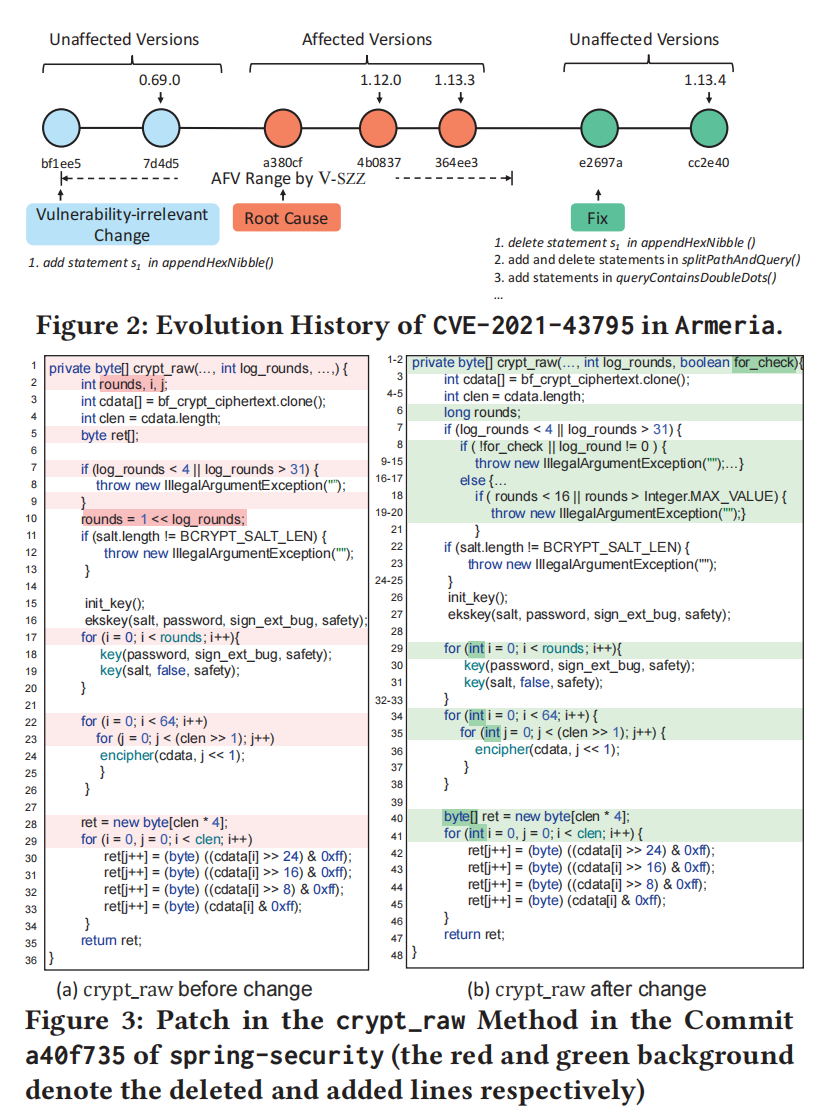 Unaffected Versions Affected Versions Unaffected Versions
0.69.0 1.12.0 1.13.3 1.13.4
bf1ee5 7d4d5 a380cf 4b0837 364ee3 e2697a cc2e40
AFV Range by V-SZZ
Vulnerability-irrelevant
Change
Root Cause
Fix
1. add statement s1 in appendHexNibble()
1. delete statement s1 in appendHexNibble ()
2. add and delete statements in splitPathAndQuery()
3. add statements in queryContainsDoubleDots()
...
Figure 2: Evolution History of CVE-2021-43795 in Armeria.
1 private byte[] crypt_raw(..., int log_rounds, ...,) {
2 int rounds, i, j;
3 int cdata[] = bf_crypt_ciphertext.clone();
4 int clen = cdata.length;
5 byte ret[];
6
7 if (log_rounds < 4 || log_rounds > 31) {
8 throw new IllegalArgumentException("");
9 }
10 rounds = 1 << log_rounds;
11 if (salt.length != BCRYPT_SALT_LEN) {
12 throw new IllegalArgumentException("");
13 }
14
15 init_key();
16 ekskey(salt, password, sign_ext_bug, safety);
17 for (i = 0; i < rounds; i++){
18 key(password, sign_ext_bug, safety);
19 key(salt, false, safety);
20 }
21
22 for (i = 0; i < 64; i++)
23 for (j = 0; j < (clen >> 1); j++)
24 encipher(cdata, j << 1);
25 }
26 }
27
28 ret = new byte[clen * 4];
29 for (i = 0, j = 0; i < clen; i++)
30 ret[j++] = (byte) ((cdata[i] >> 24) & 0xff);
31 ret[j++] = (byte) ((cdata[i] >> 16) & 0xff);
32 ret[j++] = (byte) ((cdata[i] >> 8) & 0xff);
33 ret[j++] = (byte) (cdata[i] & 0xff);
34 }
35 return ret;
36 }
(a) crypt_raw before change
1-2 private byte[] crypt_raw(..., int log_rounds, boolean for_check){
3 int cdata[] = bf_crypt_ciphertext.clone();
4-5 int clen = cdata.length;
6 long rounds;
7 if (log_rounds < 4 || log_rounds > 31) {
8 if ( !for_check || log_round != 0 ) {
9-15 throw new IllegalArgumentException("");...}
16-17 else {...
18 if ( rounds < 16 || rounds > Integer.MAX_VALUE) {
19-20 throw new IllegalArgumentException("");}
21 }
22 if (salt.length != BCRYPT_SALT_LEN) {
23 throw new IllegalArgumentException("");
24-25 }
26 init_key();
27 ekskey(salt, password, sign_ext_bug, safety);
28
29 for (int i = 0; i < rounds; i++){
30 key(password, sign_ext_bug, safety);
31 key(salt, false, safety);
32-33 }
34 for (int i = 0; i < 64; i++) {
35 for (int j = 0; j < (clen >> 1); j++) {
36 encipher(cdata, j << 1);
37 }
38 }
39
40 byte[] ret = new byte[clen * 4];
41 for (int i = 0, j = 0; i < clen; i++) {
42 ret[j++] = (byte) ((cdata[i] >> 24) & 0xff);
43 ret[j++] = (byte) ((cdata[i] >> 16) & 0xff);
44 ret[j++] = (byte) ((cdata[i] >> 8) & 0xff);
45 ret[j++] = (byte) (cdata[i] & 0xff);
46 }
47 return ret;
48 }
(b) crypt_raw after change
Figure 3: Patch in the crypt_raw Method in the Commit
a40f735 of spring-security (the red and green background
denote the deleted and added lines respectively)